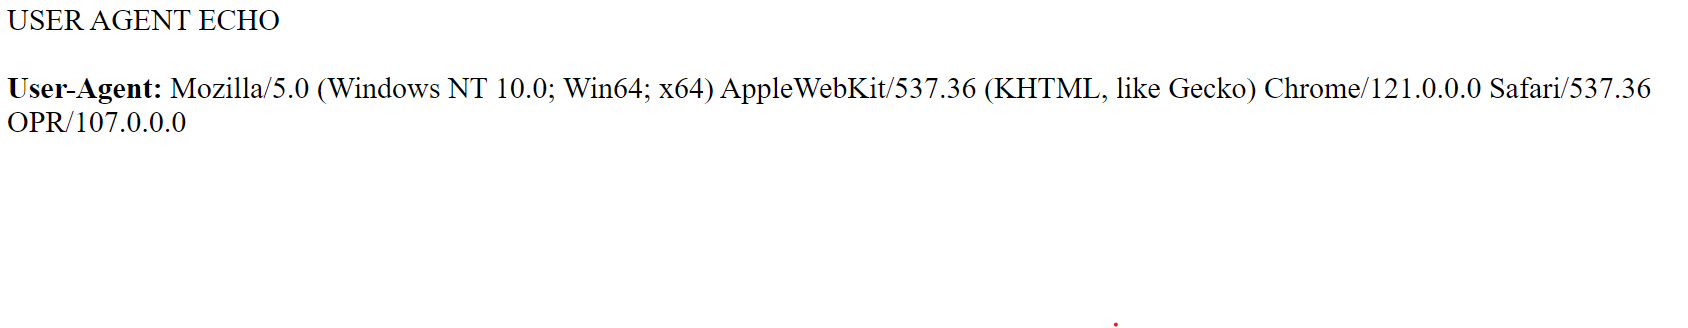 USER AGENT ECHO
User-Agent: Mozilla/5.0 (Windows NT 10.0; Win64; x64) AppleWebKit/537.36 (KHTML, like Gecko) Chrome/121.0.0.0 Safari/537.36
OPR/107.0.0.0